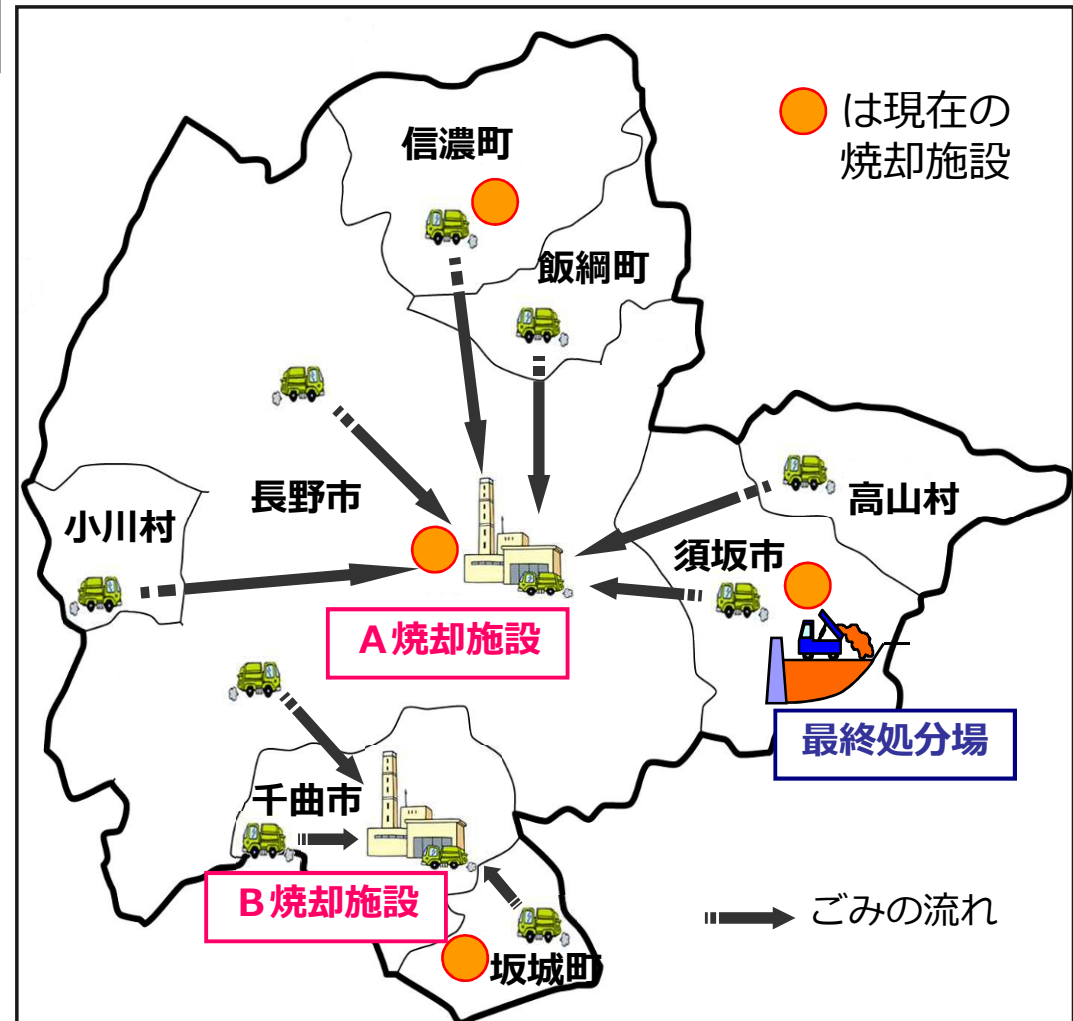 信濃町
は現在の
焼却施設
飯綱町
長野市
小川村
高山村
須坂市
A焼却施設
最終処分場
千曲市
B焼却施設
ごみの流れ
坂城町